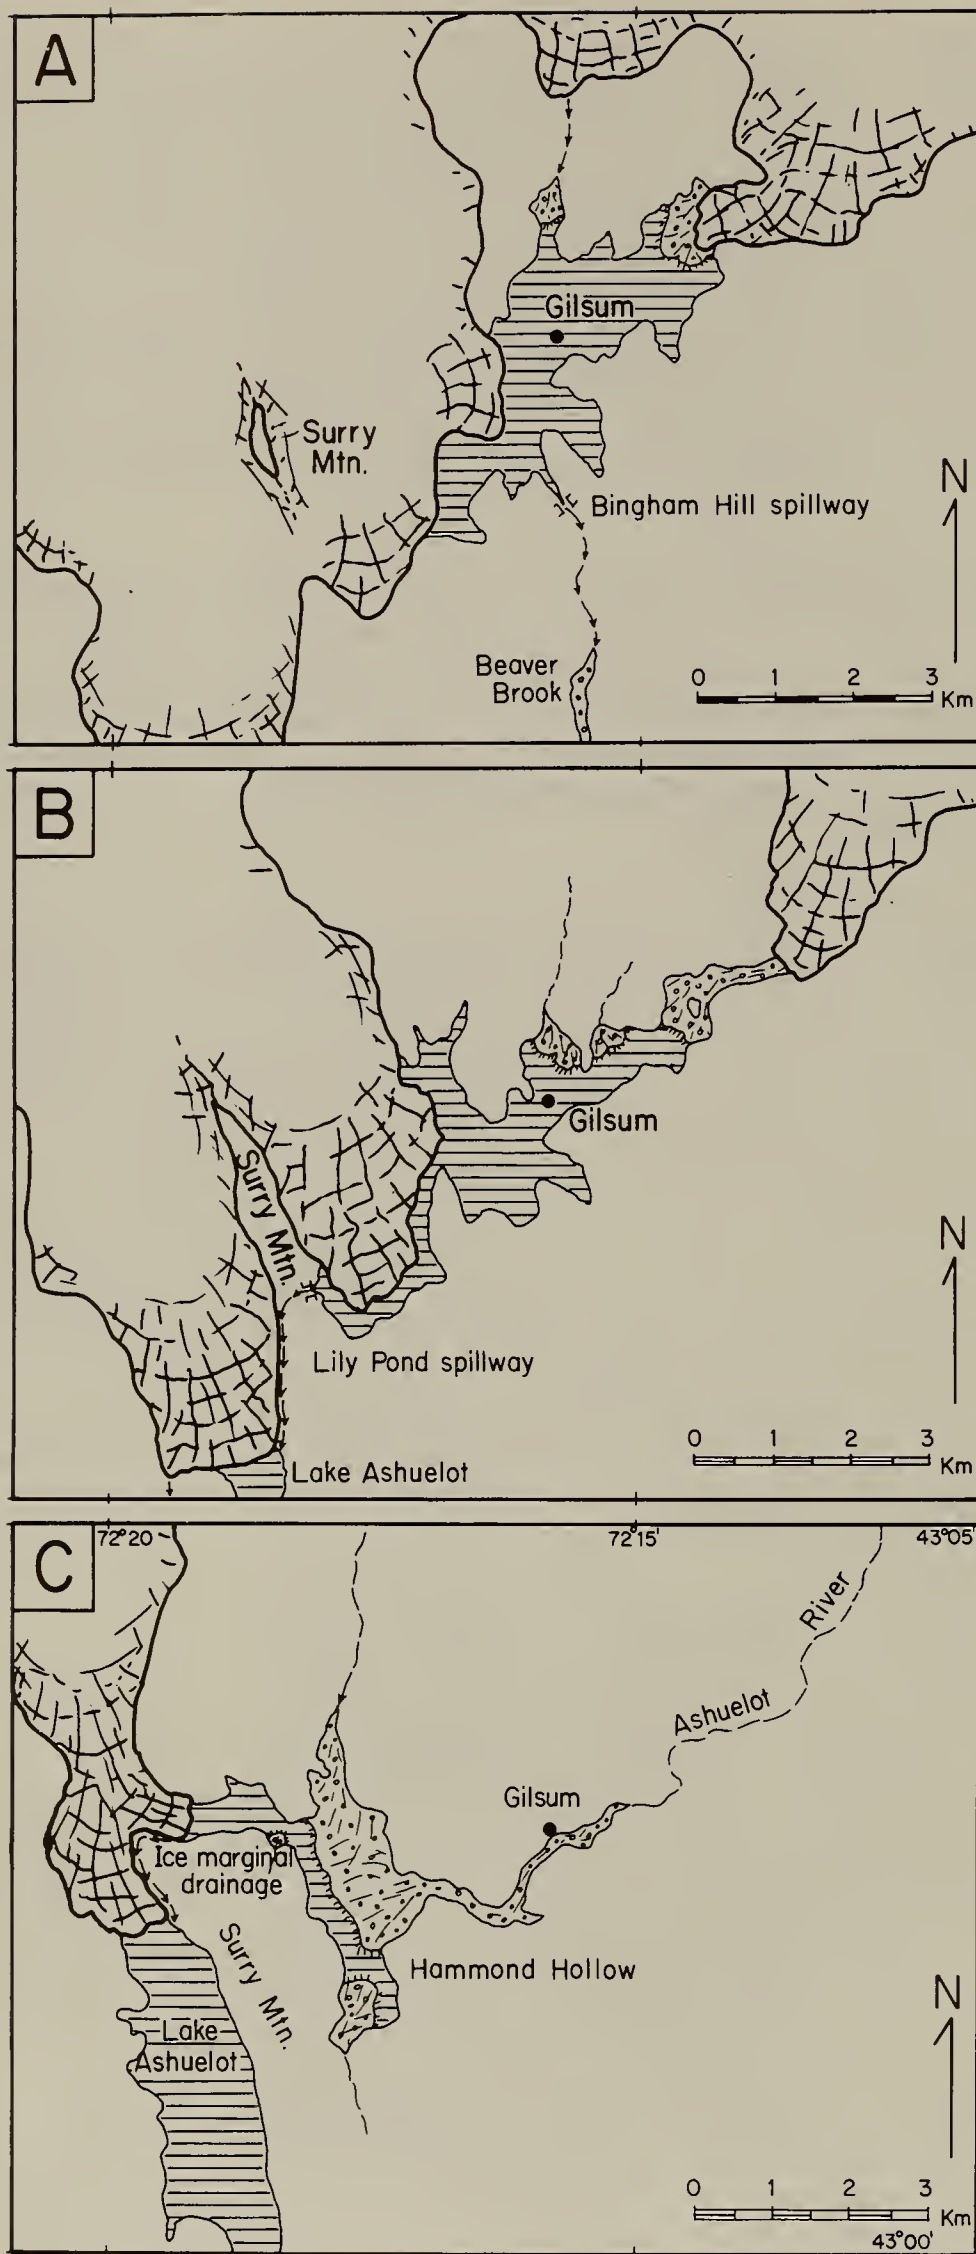 A
Gilsum
Surry
Mtn.
N
Bingham Hill spillway
Beaver
Brook
0 1 2 3
Km
B
Gilsum
Surry Mtn.
N
Lily Pond spillway
0 1 2 3
Km
Lake Ashuelot
72°20'
72°15'
43°05'
C
River
Ashuelot
Gilsum
Ice marginal
drainage
Surry Mtn.
Hammond Hollow
N
Lake
Ashuelot
0 1 2 3
Km
43°00'